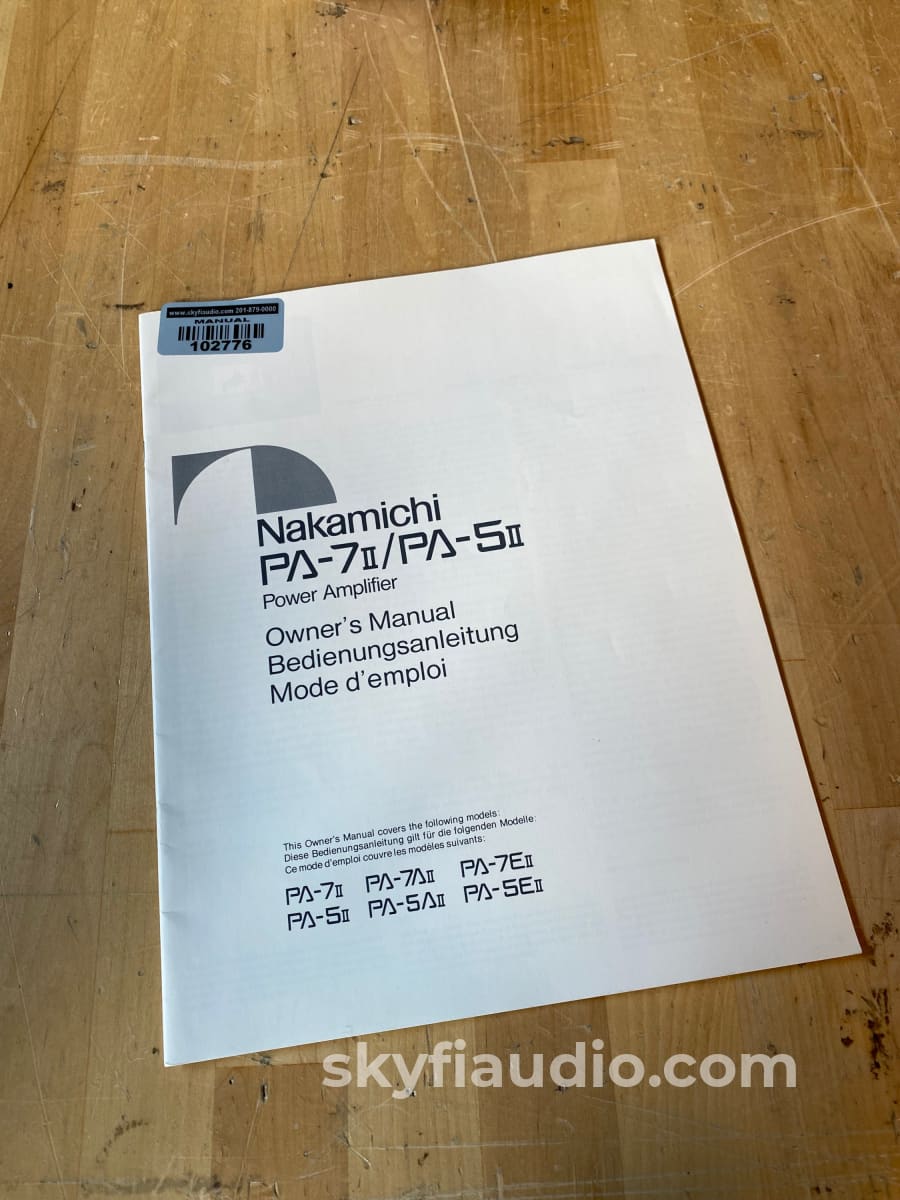 www.skyfiaudio.com 201-879-0000
MANUAL
102776
Nakamichi
PA-7II/PA-5II
Power Amplifier
Owner's Manual
Bedienungsanleitung
Mode d'emploi
This Owner's Manual covers the following models:
Diese Bedienungsanleitung gilt für die folgenden Modelle:
Ce mode d'emploi couvre les modèles suivants:
PA-7II PA-7AII PA-7EII
PA-5II PA-5AII PA-5EII
skyfiaudio.com